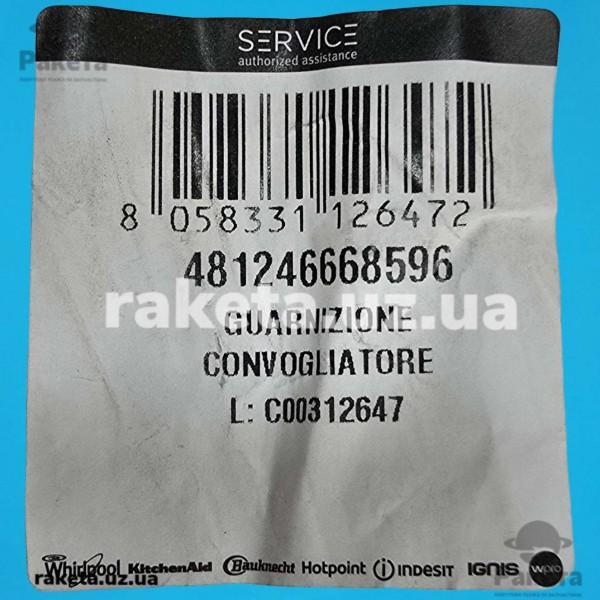 SERVICE
authorized assistance
Ракета
8 058331 126472
481246668596
raketa.uz.ua
GUARNIZIONE
CONVOGLIATORE
L: C00312647
Whirlpool KitchenAid Bauknecht Hotpoint indesit IGNIS wpro
raketa.uz.ua
Ракета